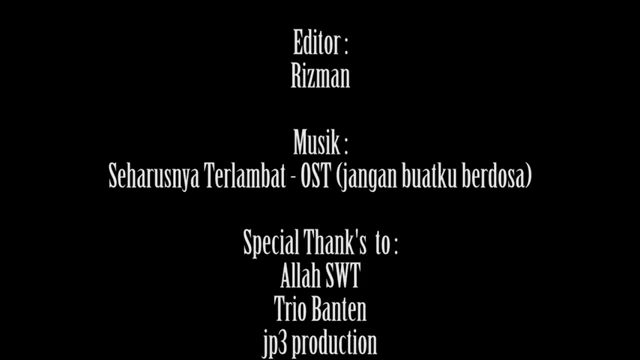 Editor :
Rizman
Musik :
Seharusnya Terlambat - OST (jangan buatku berdosa)
Special Thank's to :
Allah SWT
Trio Banten
jp3 production